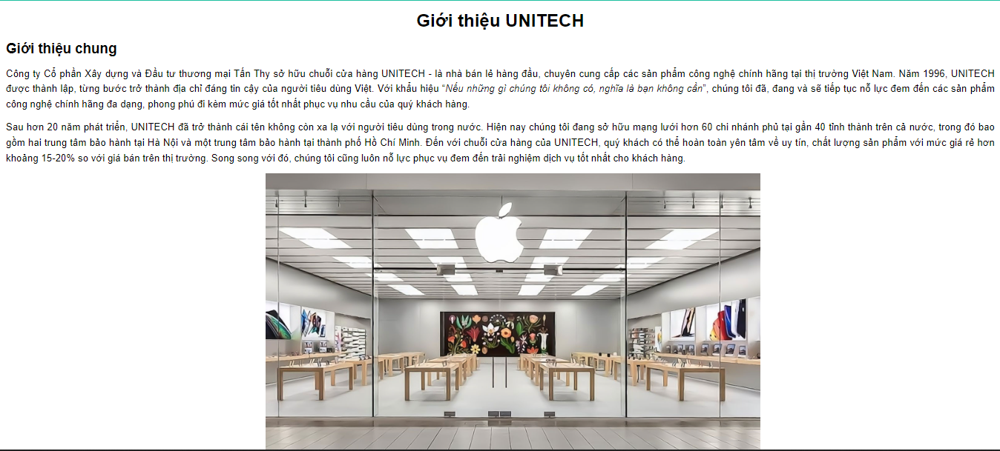 Giới thiệu UNITECH
Giới thiệu chung
Công ty Cổ phần Xây dựng và Đầu tư thương mại Tấn Thy sở hữu chuỗi cửa hàng UNITECH - là nhà bán lẻ hàng đầu, chuyên cung cấp các sản phẩm công nghệ chính hãng tại thị trường Việt Nam. Năm 1996, UNITECH
được thành lập, từng bước trở thành địa chỉ đáng tin cậy của người tiêu dùng Việt. Với khẩu hiệu “Nếu những gì chúng tôi không có, nghĩa là bạn không cần”, chúng tôi đã, đang và sẽ tiếp tục nỗ lực đem đến các sản phẩm
công nghệ chính hãng đa dạng, phong phú đi kèm mức giá tốt nhất phục vụ nhu cầu của quý khách hàng.
Sau hơn 20 năm phát triển, UNITECH đã trở thành cái tên không còn xa lạ với người tiêu dùng trong nước. Hiện nay chúng tôi đang sở hữu mạng lưới hơn 60 chi nhánh phủ tại gần 40 tỉnh thành trên cả nước, trong đó bao
gồm hai trung tâm bảo hành tại Hà Nội và một trung tâm bảo hành tại thành phố Hồ Chí Minh. Đến với chuỗi cửa hàng của UNITECH, quý khách có thể hoàn toàn yên tâm về uy tín, chất lượng sản phẩm với mức giá rẻ hơn
khoảng 15-20% so với giá bán trên thị trường. Song song với đó, chúng tôi cũng luôn nỗ lực phục vụ đem đến trải nghiệm dịch vụ tốt nhất cho khách hàng.